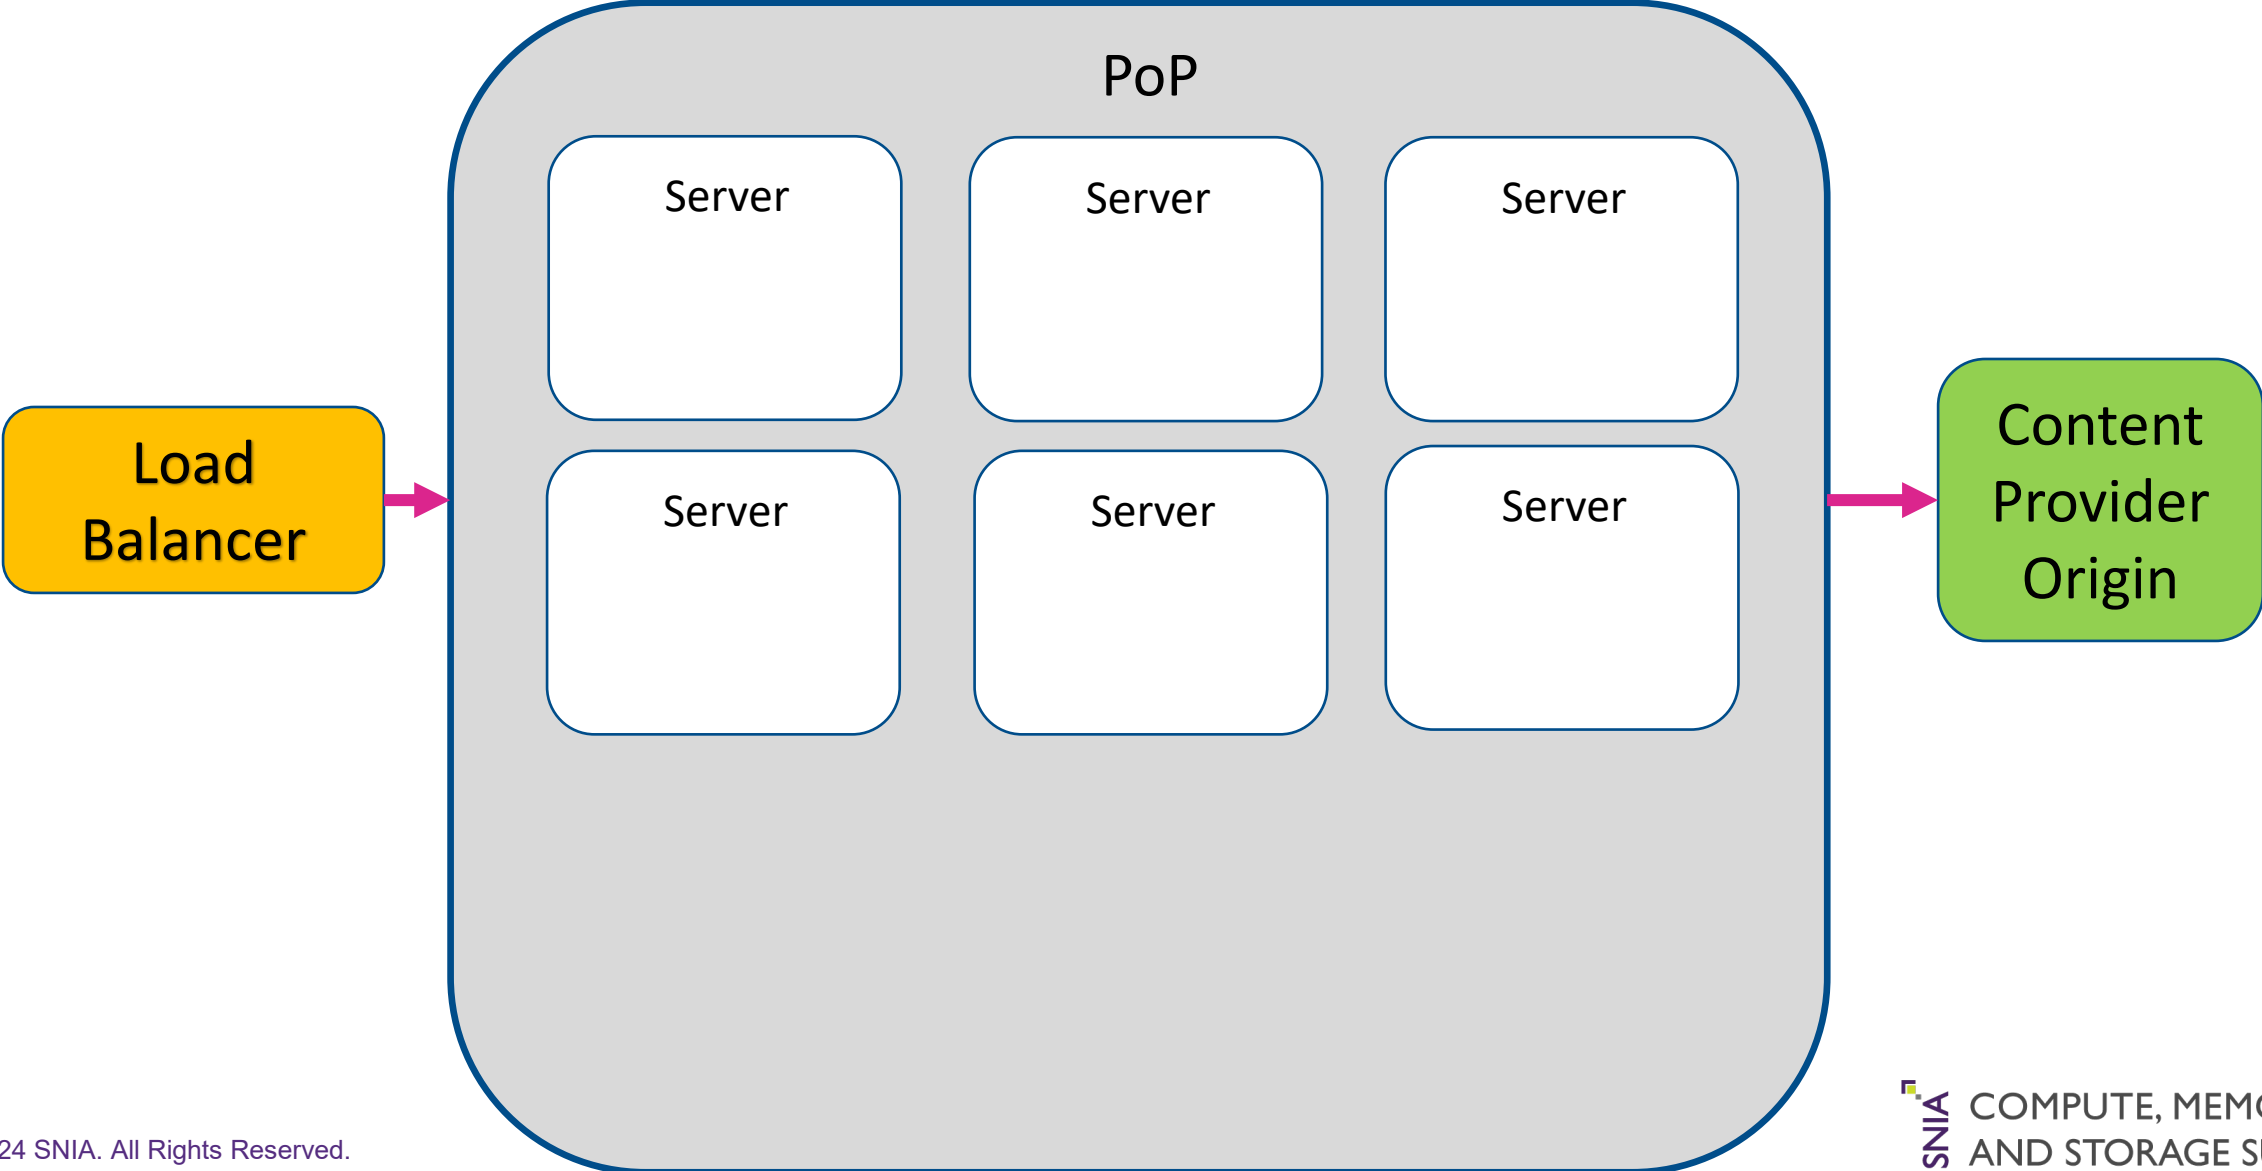 PoP
Server
Server
Server
Load
Balancer
Server
Server
Server
Content
Provider
Origin
24 SNIA. All Rights Reserved.
SNIA
COMPUTE,
AND STORAGE